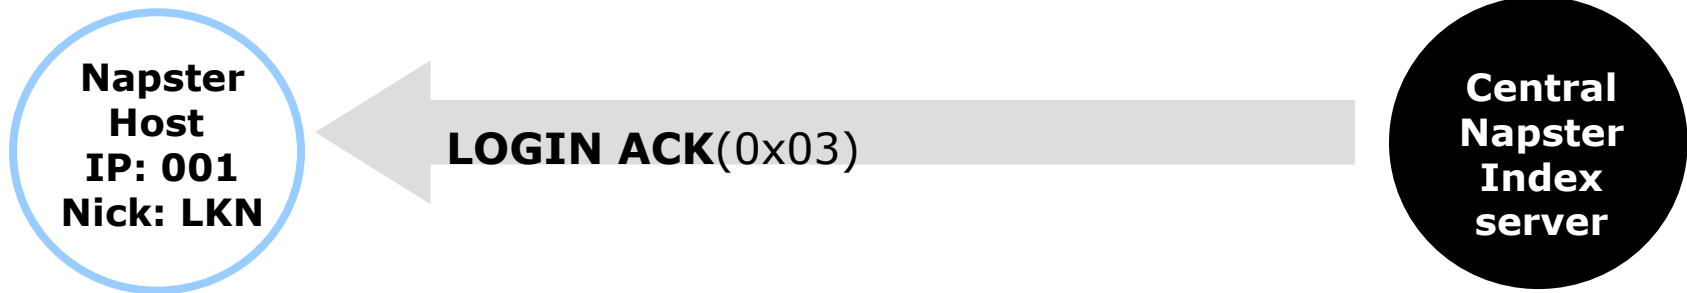 Napster
Host
IP: 001
Nick: LKN
LOGIN ACK(0x03)
Central
Napster
Index
server